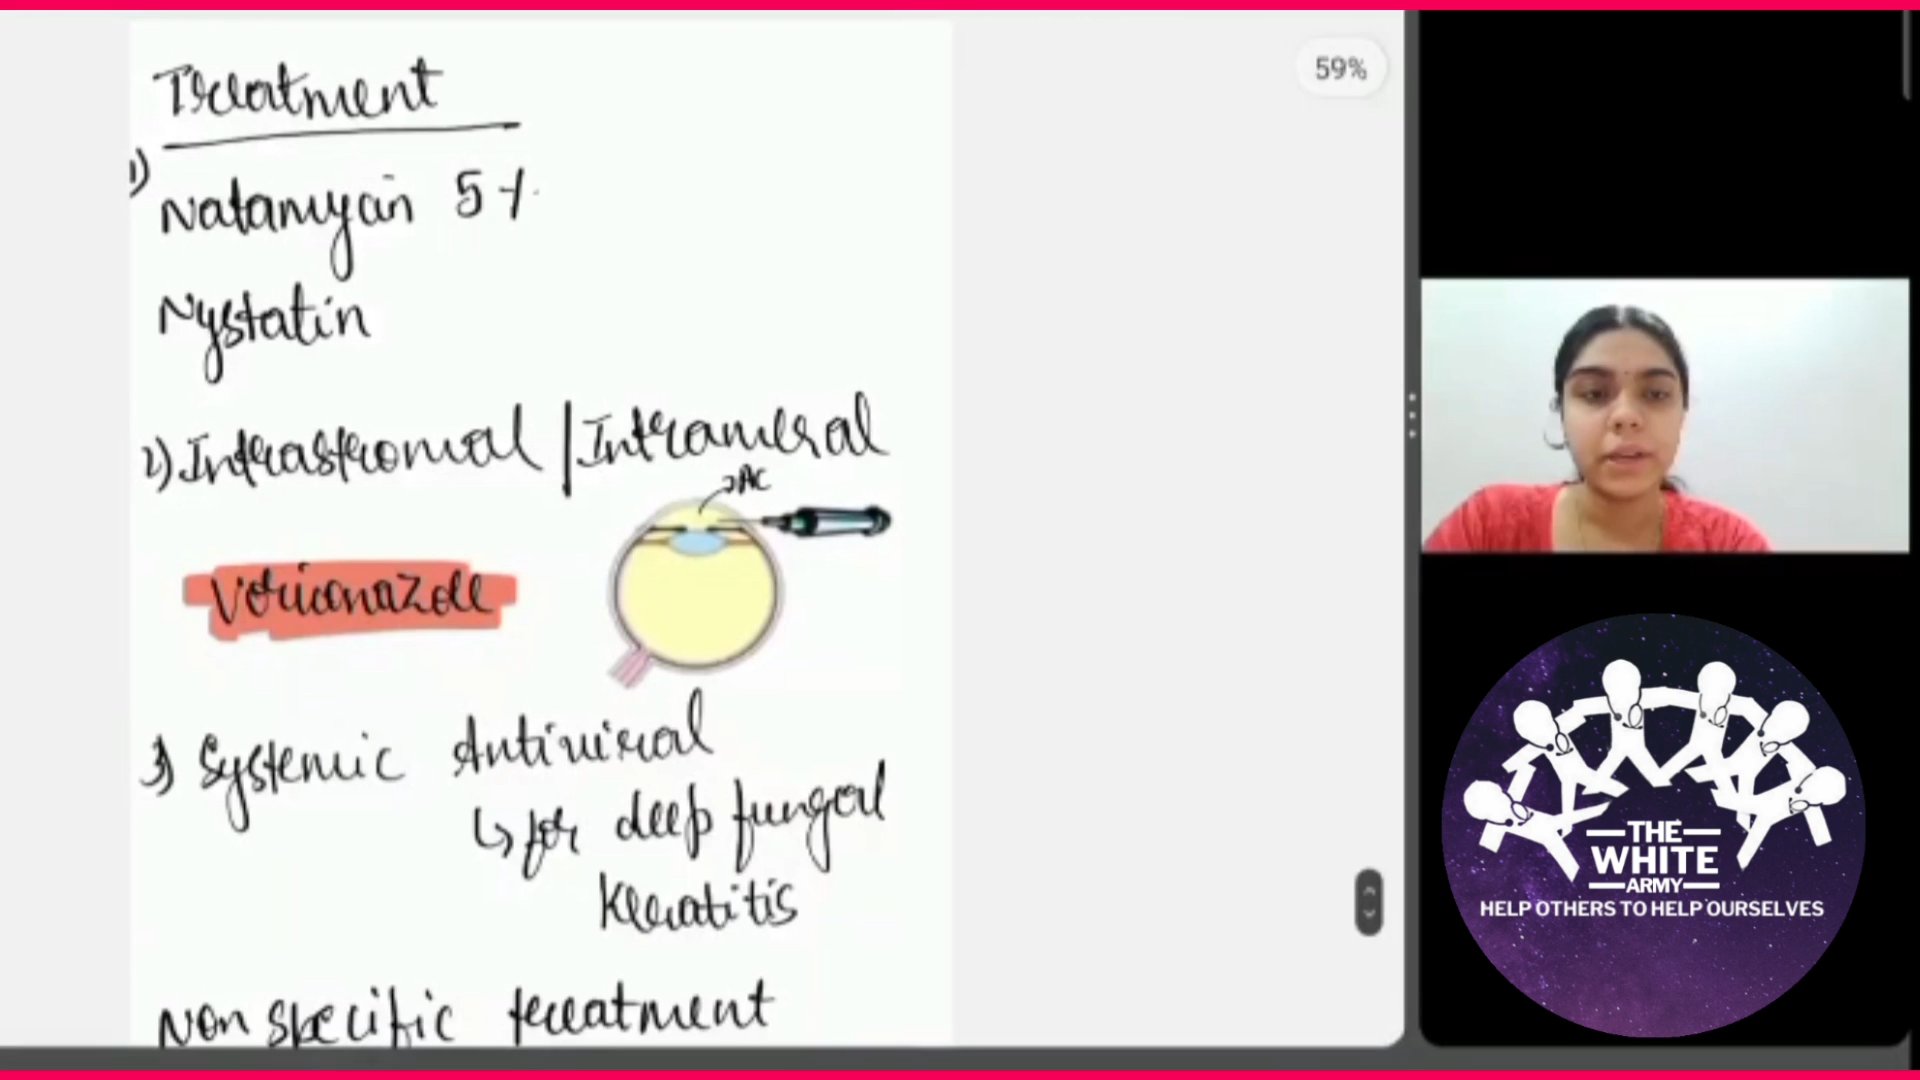 Treatment
1)
Natamycin 5%
Nystatin
2) Intrastromal | Intrameral
→AC
Voriconazole
3) Systemic Antiviral
↳ for deep fungal
Keratitis
Non specific treatment
59%
THE
WHITE
ARMY
HELP OTHERS TO HELP OURSELVES